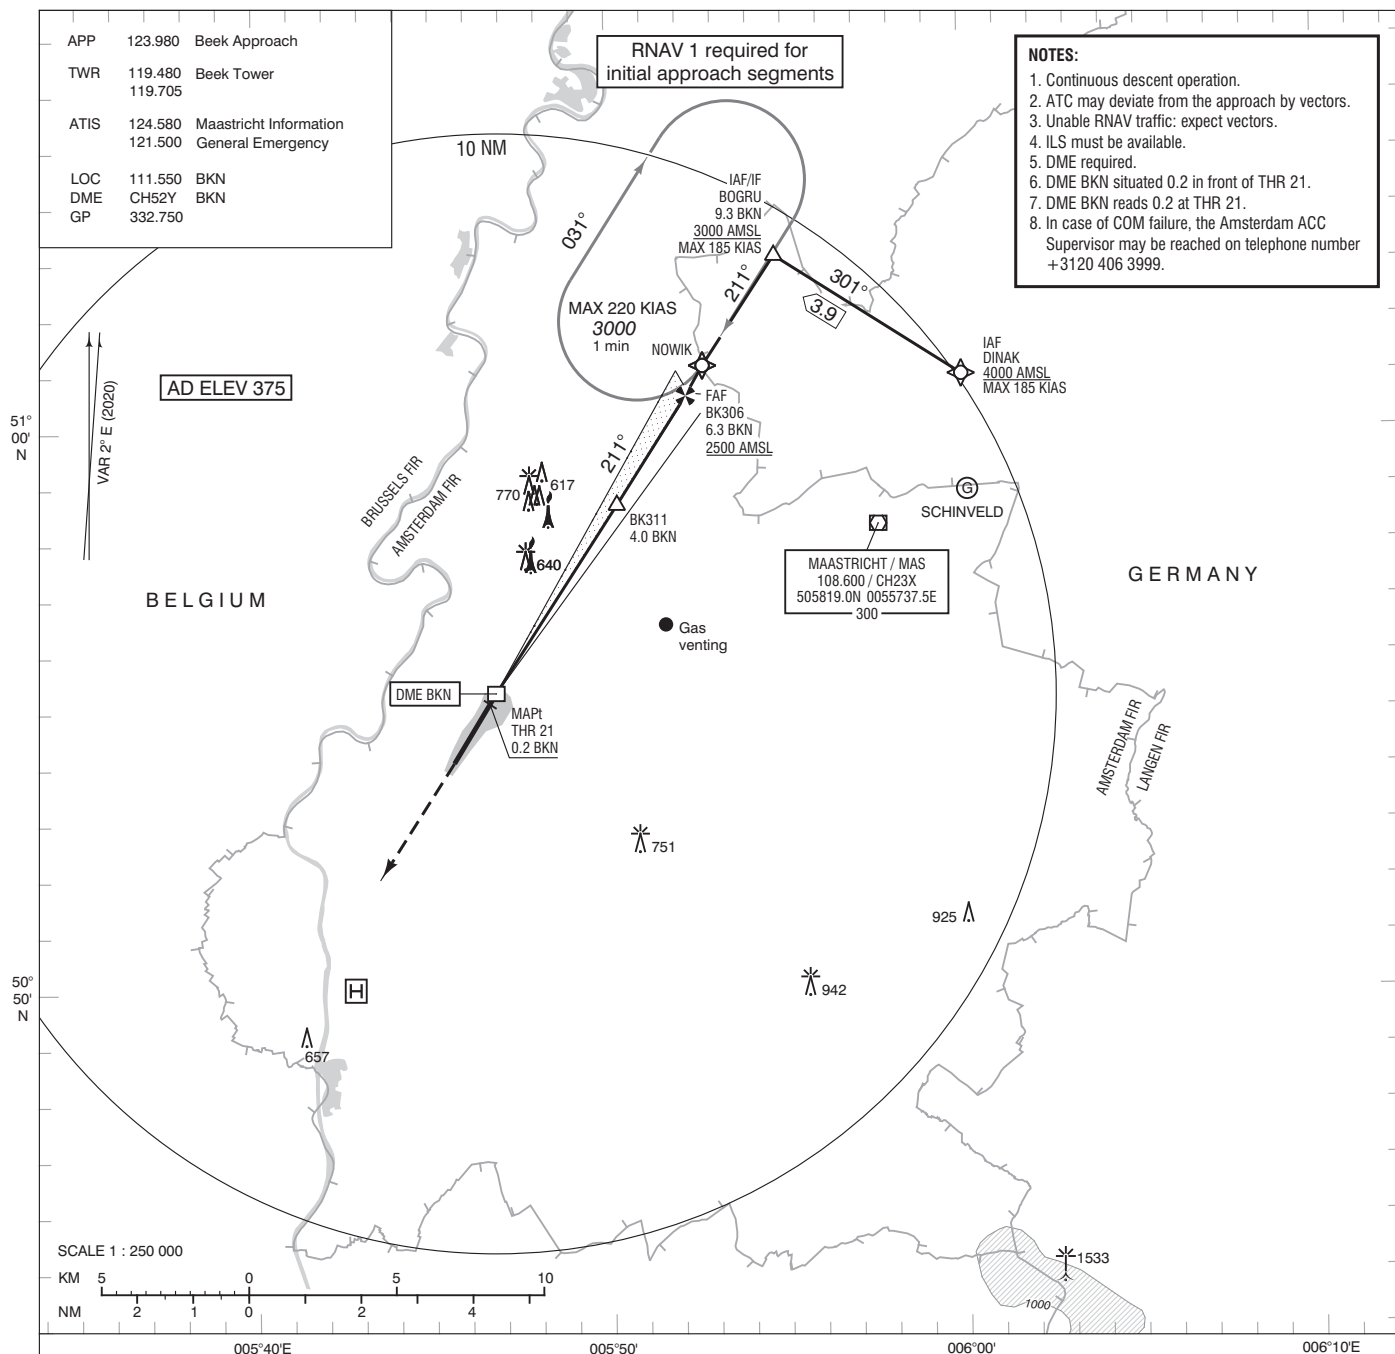 APP 123.980 Beek Approach
TWR 119.480 Beek Tower
119.705
ATIS 124.580 Maastricht Information
121.500 General Emergency
LOC 111.550 BKN
DME CH52Y BKN
GP 332.750
RNAV 1 required for
initial approach segments
NOTES:
1. Continuous descent operation.
2. ATC may deviate from the approach by vectors.
3. Unable RNAV traffic: expect vectors.
4. ILS must be available.
5. DME required.
6. DME BKN situated 0.2 in front of THR 21.
7. DME BKN reads 0.2 at THR 21.
8. In case of COM failure, the Amsterdam ACC
Supervisor may be reached on telephone number
+3120 406 3999.
10 NM
IAF/IF
BOGRU
9.3 BKN
3000 AMSL
MAX 185 KIAS
031°
211°
301°
3.9
MAX 220 KIAS
3000
1 min
NOWIK
IAF
DINAK
4000 AMSL
MAX 185 KIAS
AD ELEV 375
VAR 2° E (2020)
FAF
BK306
6.3 BKN
2500 AMSL
51°
00'
N
211°
BRUSSELS FIR
AMSTERDAM FIR
770
617
640
BK311
4.0 BKN
G
SCHINVELD
MAASTRICHT / MAS
108.600 / CH23X
505819.0N 0055737.5E
300
BELGIUM
GERMANY
Gas
venting
DME BKN
MAPt
THR 21
0.2 BKN
AMSTERDAM FIR
LANGEN FIR
751
925
942
50°
50'
N
H
657
SCALE 1 : 250 000
KM 5 0 5 10
NM 2 1 0 2 4
1533
1000
005°40'E 005°50' 006°00' 006°10'E